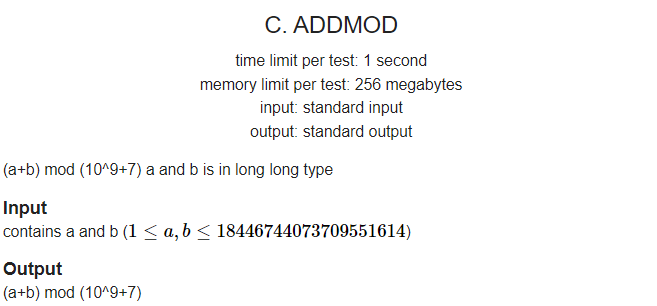 C. ADDMOD
time limit per test: 1 second
memory limit per test: 256 megabytes
input: standard input
output: standard output
(a+b) mod (10^9+7) a and b is in long long type
Input
contains a and b (1 ≤ a, b ≤ 18446744073709551614)
Output
(a+b) mod (10^9+7)